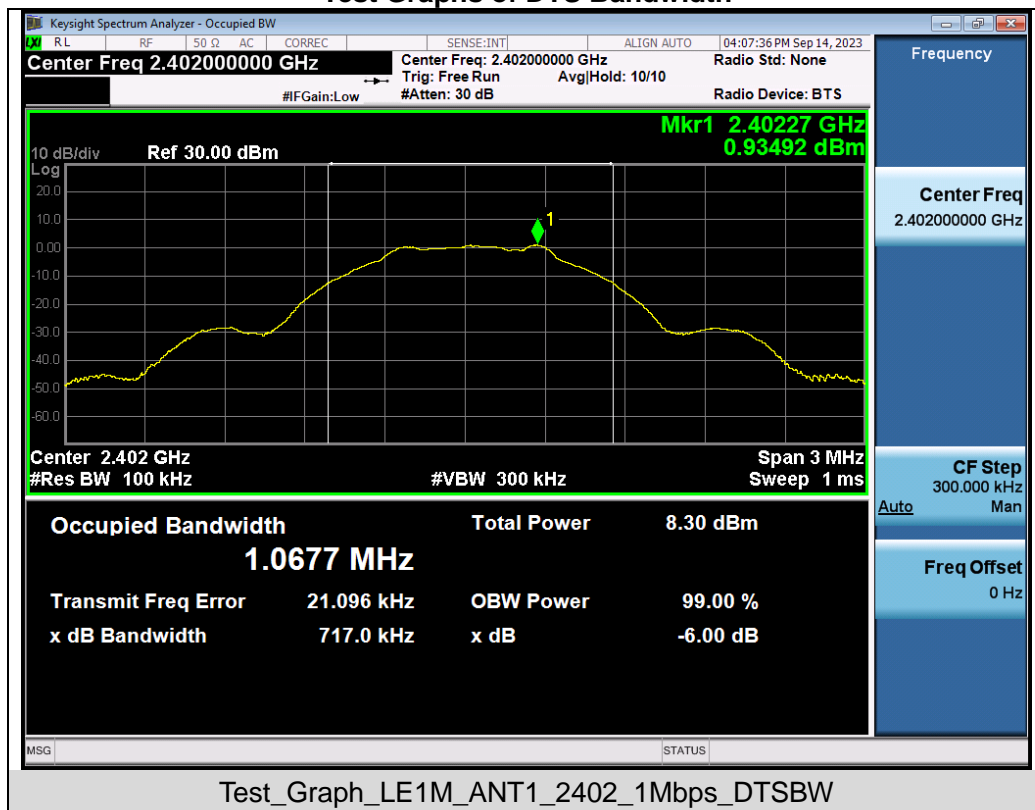 Test Graphs of DTS Bandwidth
Keysight Spectrum Analyzer - Occupied BW
LXI RL RF 50 Ω AC CORREC SENSE:INT ALIGN AUTO 04:07:36 PM Sep 14, 2023
Center Freq 2.402000000 GHz
Center Freq: 2.402000000 GHz
Radio Std: None
Trig: Free Run Avg|Hold: 10/10
#IFGain:Low
#Atten: 30 dB
Radio Device: BTS
Mkr1 2.40227 GHz
0.93492 dBm
10 dB/div Ref 30.00 dBm
Log
20.0
10.0
1
0.00
-10.0
-20.0
-30.0
-40.0
-50.0
-60.0
Center 2.402 GHz
Span 3 MHz
#Res BW 100 kHz
#VBW 300 kHz
Sweep 1 ms
Occupied Bandwidth
1.0677 MHz
Total Power 8.30 dBm
Transmit Freq Error 21.096 kHz
OBW Power 99.00 %
x dB Bandwidth 717.0 kHz
x dB -6.00 dB
Frequency
Center Freq
2.402000000 GHz
CF Step
300.000 kHz
Auto Man
Freq Offset
0 Hz
MSG STATUS
Test_Graph_LE1M_ANT1_2402_1Mbps_DTSBW